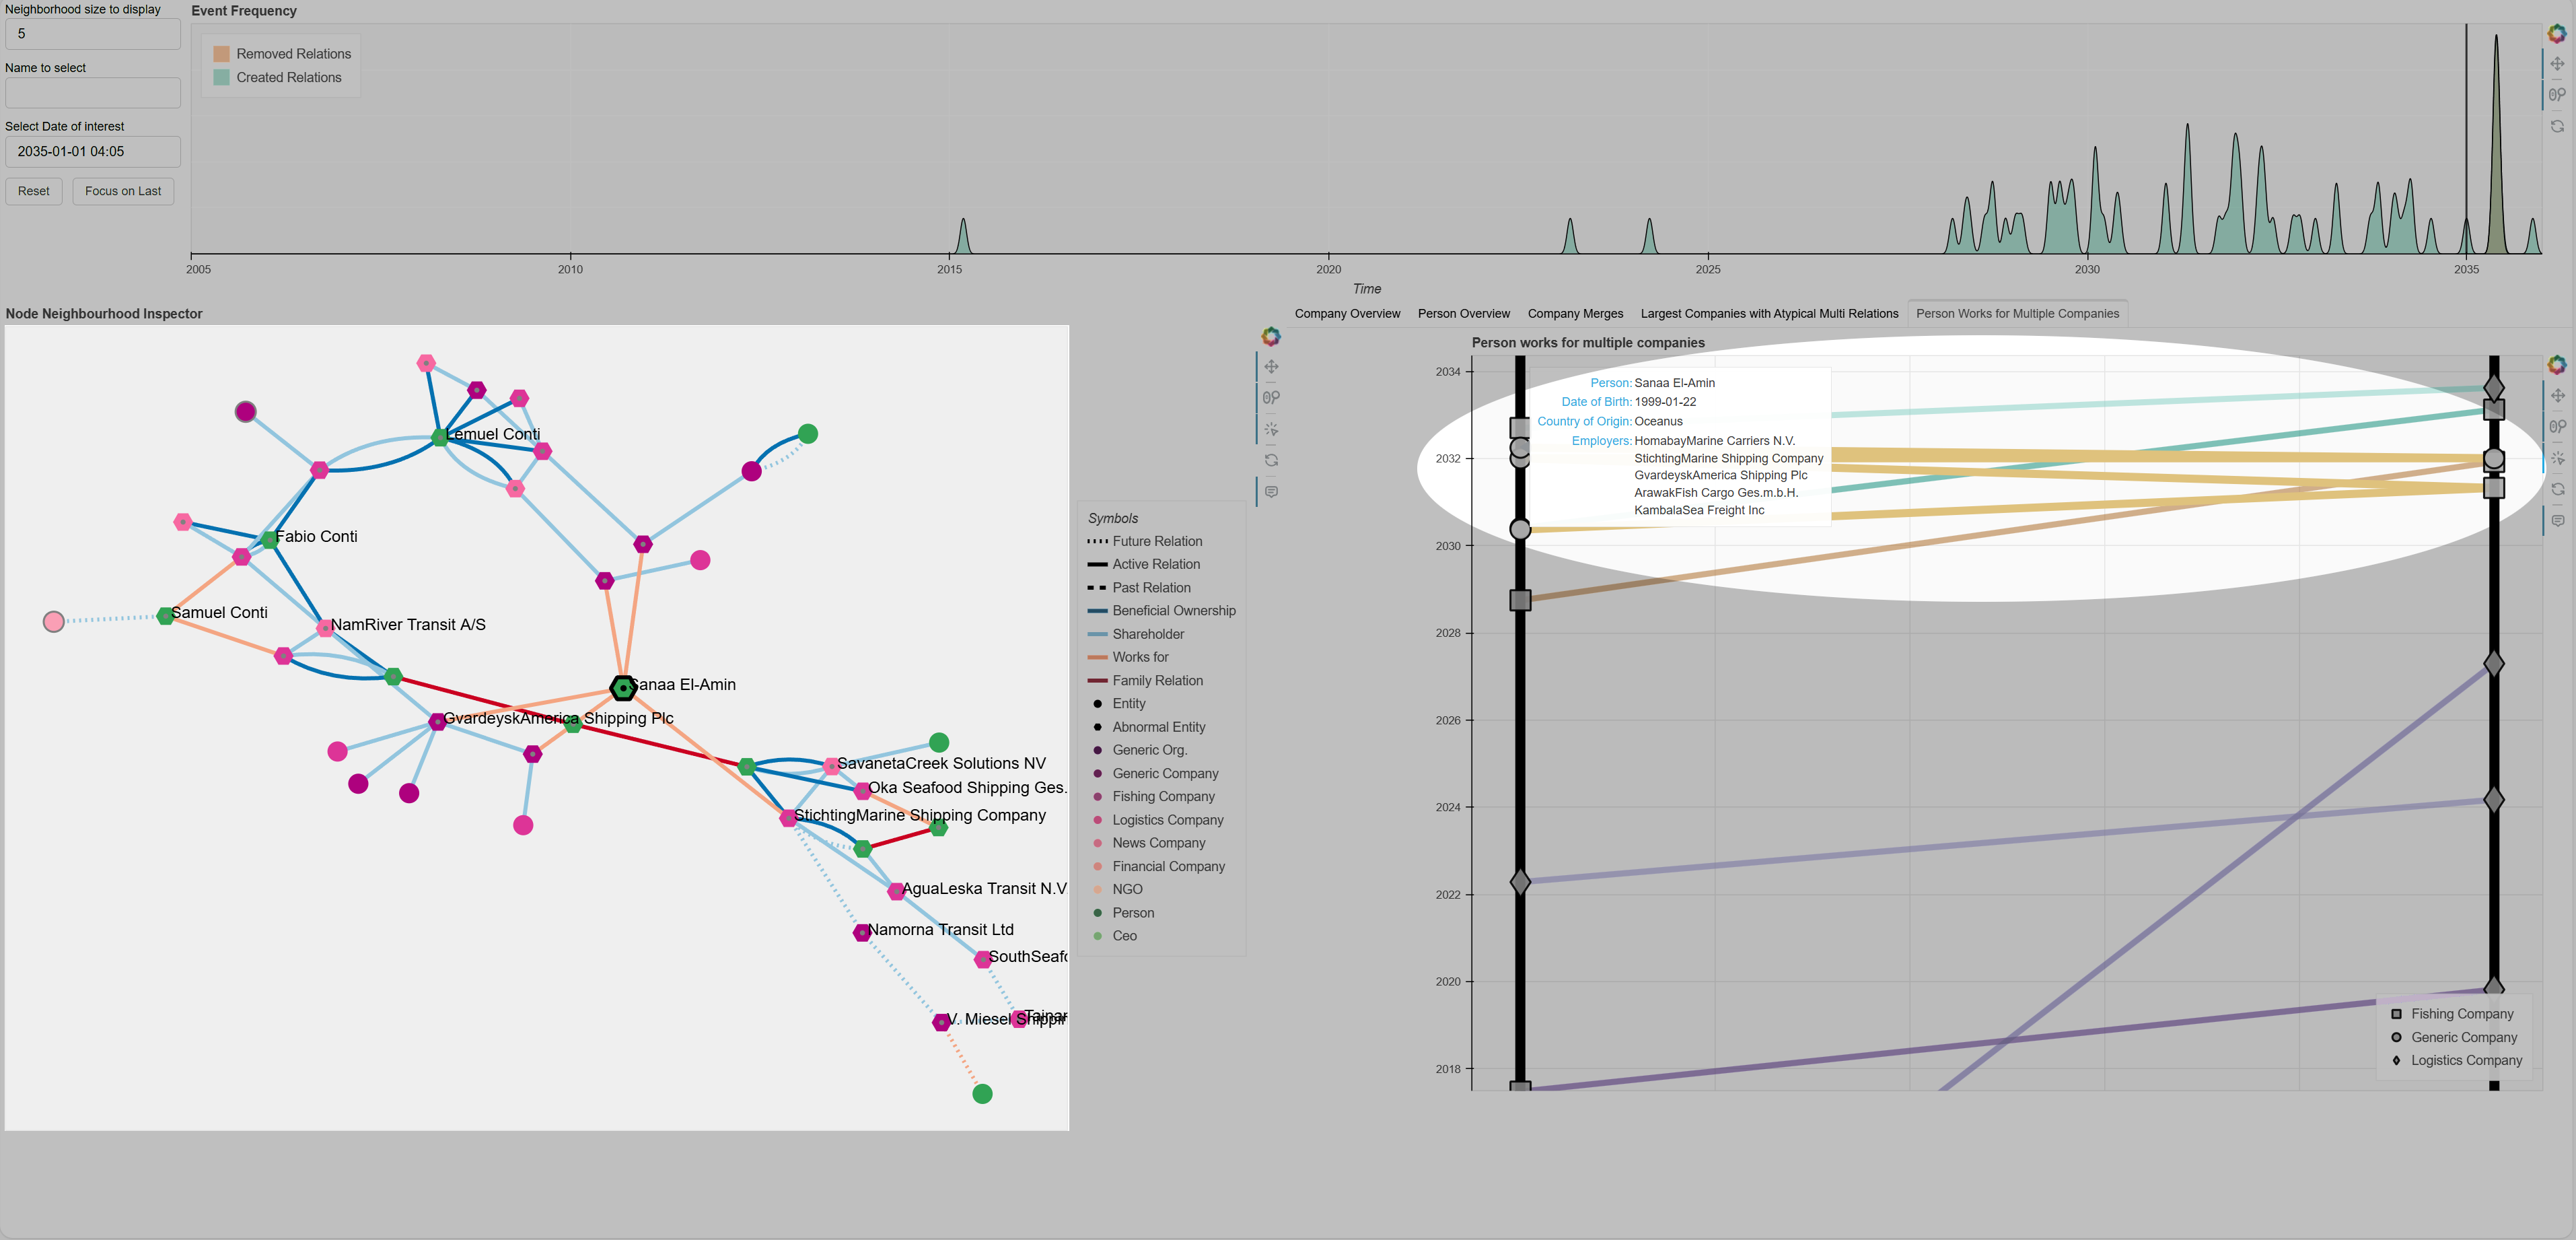 Neighborhood size to display
5
Name to select
Select Date of interest
2035-01-01 04:05
Reset
Focus on Last
Event Frequency
Removed Relations
Created Relations
2005
2010
2015
2020
2025
2030
2035
Time
Node Neighbourhood Inspector
Lemuel Conti
Fabio Conti
Samuel Conti
NamRiver Transit A/S
Sanaa El-Amin
GvardeyskAmerica Shipping Plc
SavanetaCreek Solutions NV
Oka Seafood Shipping Ges.
StichtingMarine Shipping Company
AguaLeska Transit N.V
Namorna Transit Ltd
SouthSeaf
V. Miesel Shippin
Tainar
Symbols
Future Relation
Active Relation
Past Relation
Beneficial Ownership
Shareholder
Works for
Family Relation
Entity
Abnormal Entity
Generic Org.
Generic Company
Fishing Company
Logistics Company
News Company
Financial Company
NGO
Person
Ceo
Company Overview
Person Overview
Company Merges
Largest Companies with Atypical Multi Relations
Person Works for Multiple Companies
Person works for multiple companies
2034
2032
2030
2028
2026
2024
2022
2020
2018
Person: Sanaa El-Amin
Date of Birth: 1999-01-22
Country of Origin: Oceanus
Employers: HomabayMarine Carriers N.V.
StichtingMarine Shipping Company
GvardeyskAmerica Shipping Plc
ArawakFish Cargo Ges.m.b.H.
KambalaSea Freight Inc
Fishing Company
Generic Company
Logistics Company